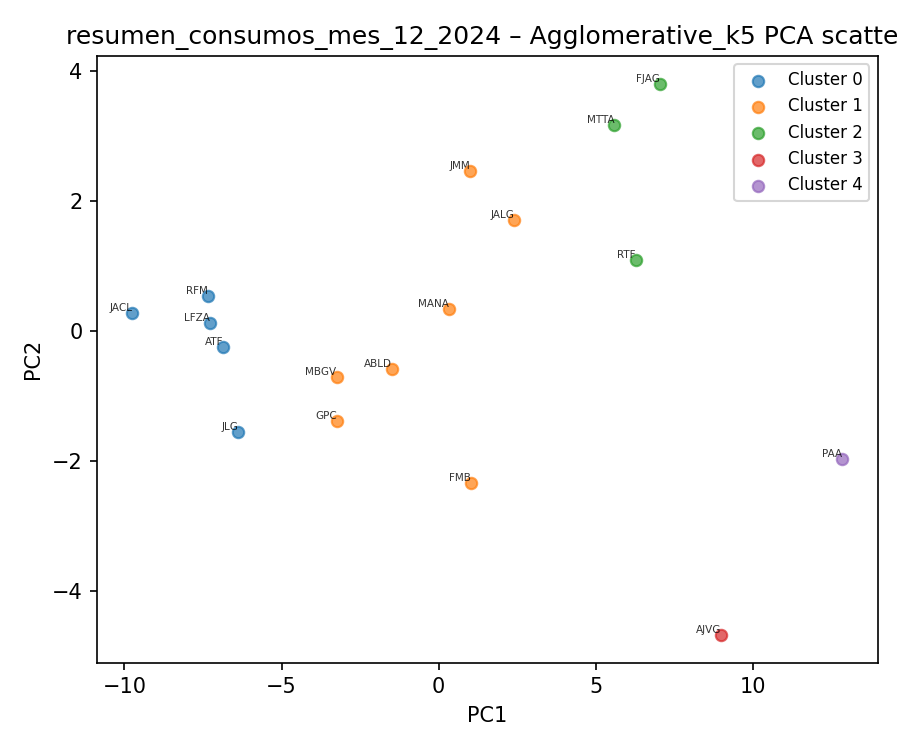 resumen_consumos_mes_12_2024 – Agglomerative_k5 PCA scatte
Cluster 0
Cluster 1
Cluster 2
Cluster 3
Cluster 4
FJAG
MTTA
JMM
JALG
RTF
RFM
JACL
LFZA
MANA
ATF
ABLD
MBGV
GPC
JLG
FMB
PAA
AJVG
4
2
0
−2
−4
PC2
−10
−5
0
5
10
PC1